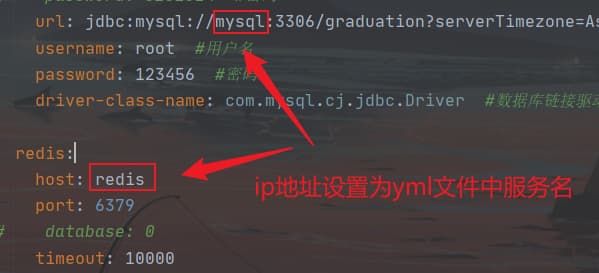 url: jdbc:mysql://mysql:3306/graduation?serverTimezone=As
username: root #用户名
password: 123456 #密码
driver-class-name: com.mysql.cj.jdbc.Driver #数据库链接驱动
redis:
host: redis
ip地址设置为yml文件中服务名
port: 6379
# database: 0
timeout: 10000